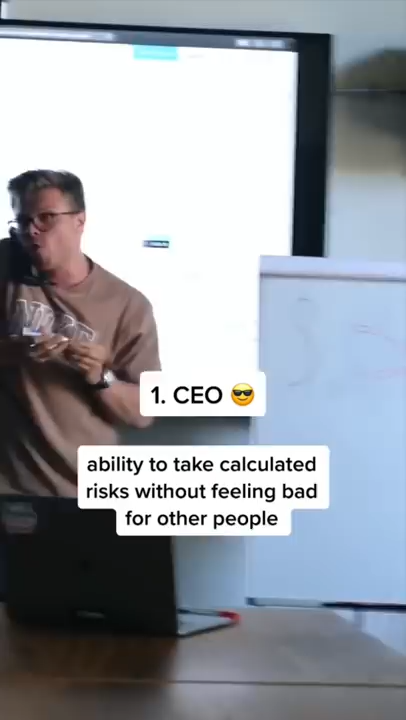 1. CEO 😎
ability to take calculated
risks without feeling bad
for other people